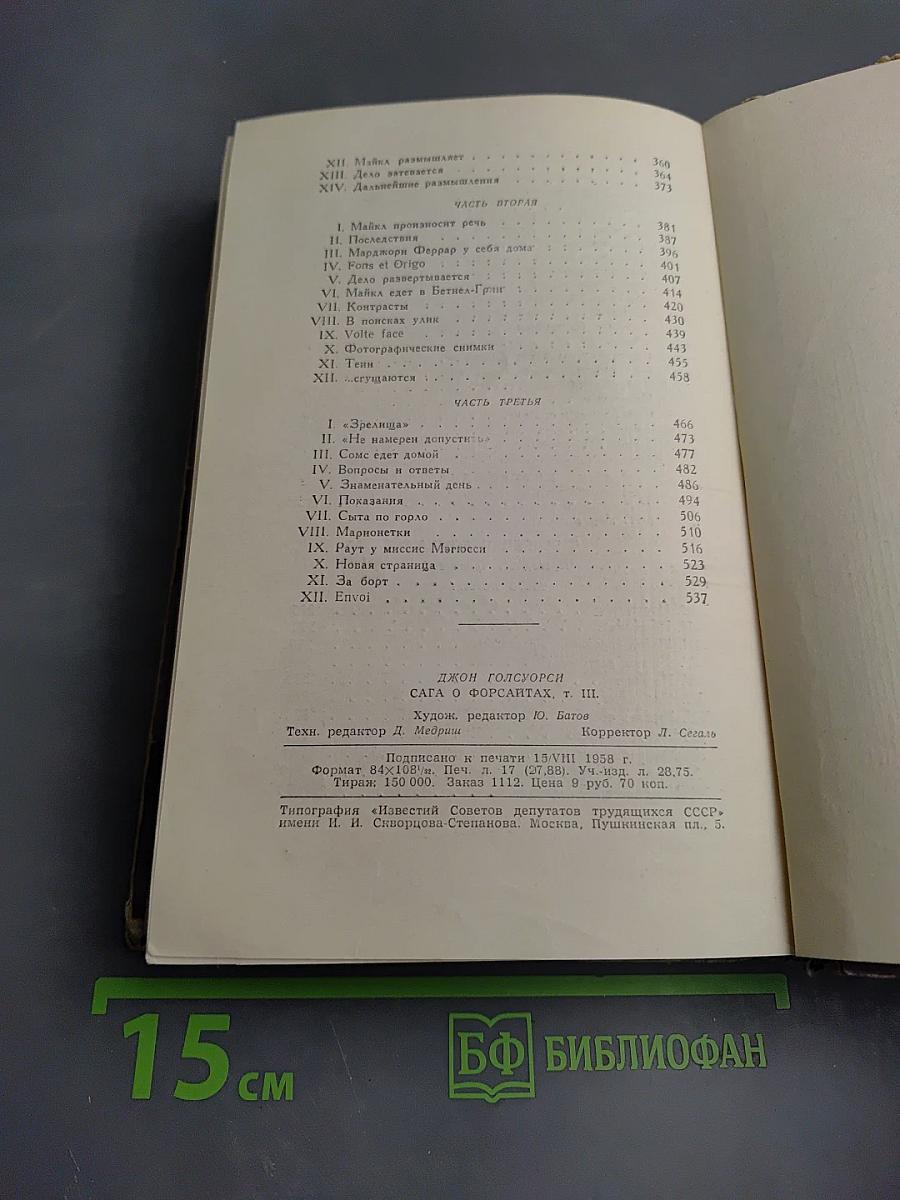 XII. Майкл размышляет . . . . . . . . . . . . 360
XIII. Дело затевается . . . . . . . . . . . . 364
XIV. Дальнейшие размышления . . . . . . . . 373
ЧАСТЬ ВТОРАЯ
I. Майкл произносит речь . . . . . . . . . . 381
II. Последствия . . . . . . . . . . . . . . 387
III. Марджори Феррар у себя дома . . . . . . 396
IV. Fons et Origo . . . . . . . . . . . . . 401
V. Дело развертывается . . . . . . . . . . . 407
VI. Майкл едет в Бетнел-Грин . . . . . . . . 414
VII. Контрасты . . . . . . . . . . . . . . . 420
VIII. В поисках улик . . . . . . . . . . . . 430
IX. Volte face . . . . . . . . . . . . . . . 439
X. Фотографические снимки . . . . . . . . . 443
XI. Тени . . . . . . . . . . . . . . . . . . 455
XII. ...сгущаются . . . . . . . . . . . . . 458
ЧАСТЬ ТРЕТЬЯ
I. «Зрелища» . . . . . . . . . . . . . . . . 466
II. «Не намерен допустить» . . . . . . . . . 473
III. Сомс едет домой . . . . . . . . . . . . 477
IV. Вопросы и ответы . . . . . . . . . . . . 482
V. Знаменательный день . . . . . . . . . . . 486
VI. Показания . . . . . . . . . . . . . . . 494
VII. Сыта по горло . . . . . . . . . . . . . 506
VIII. Марионетки . . . . . . . . . . . . . . 510
IX. Раут у миссис Мэгюсси . . . . . . . . . 516
X. Новая страница . . . . . . . . . . . . . 523
XI. За борт . . . . . . . . . . . . . . . . 529
XII. Envoi . . . . . . . . . . . . . . . . . 537
ДЖОН ГОЛСУОРСИ
САГА О ФОРСАЙТАХ, т. III.
Худож. редактор Ю. Батов
Техн. редактор Д. Медриш Корректор Л. Сегаль
Подписано к печати 15/VIII 1958 г.
Формат 84×108¹/₃₂. Печ. л. 17 (27,88). Уч.-изд. л. 28,75.
Тираж 150 000. Заказ 1112. Цена 9 руб. 70 коп.
Типография «Известий Советов депутатов трудящихся СССР»
имени И. И. Скворцова-Степанова. Москва, Пушкинская пл., 5.
15 см
БФ БИБЛИОФАН